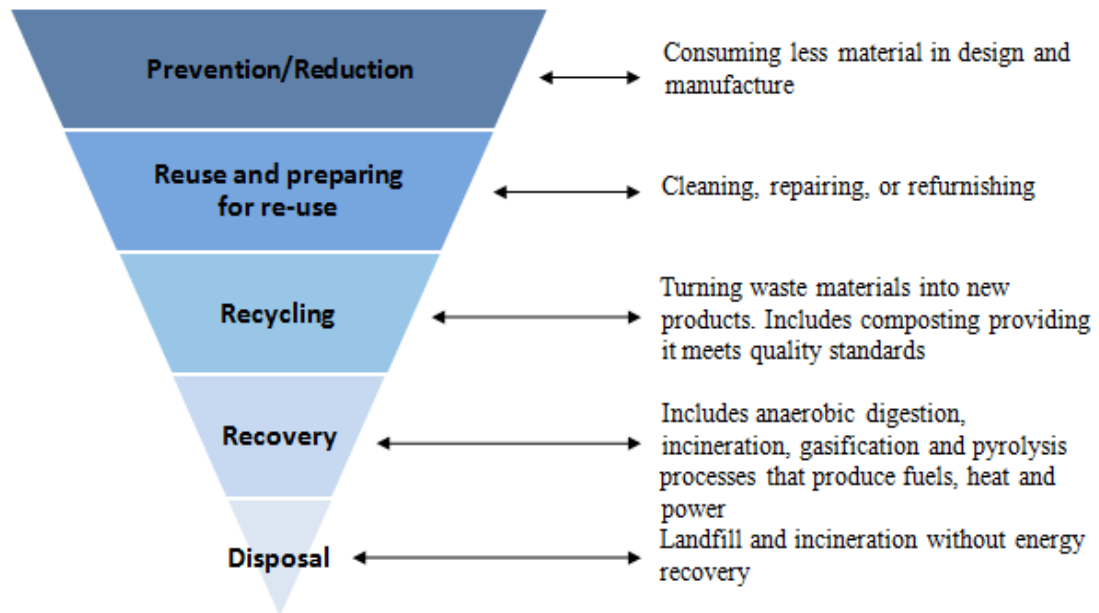 Prevention/Reduction
Consuming less material in design and
manufacture
Reuse and preparing
for re-use
Cleaning, repairing, or refurnishing
Recycling
Turning waste materials into new
products. Includes composting providing
it meets quality standards
Recovery
Includes anaerobic digestion,
incineration, gasification and pyrolysis
processes that produce fuels, heat and
power
Disposal
Landfill and incineration without energy
recovery